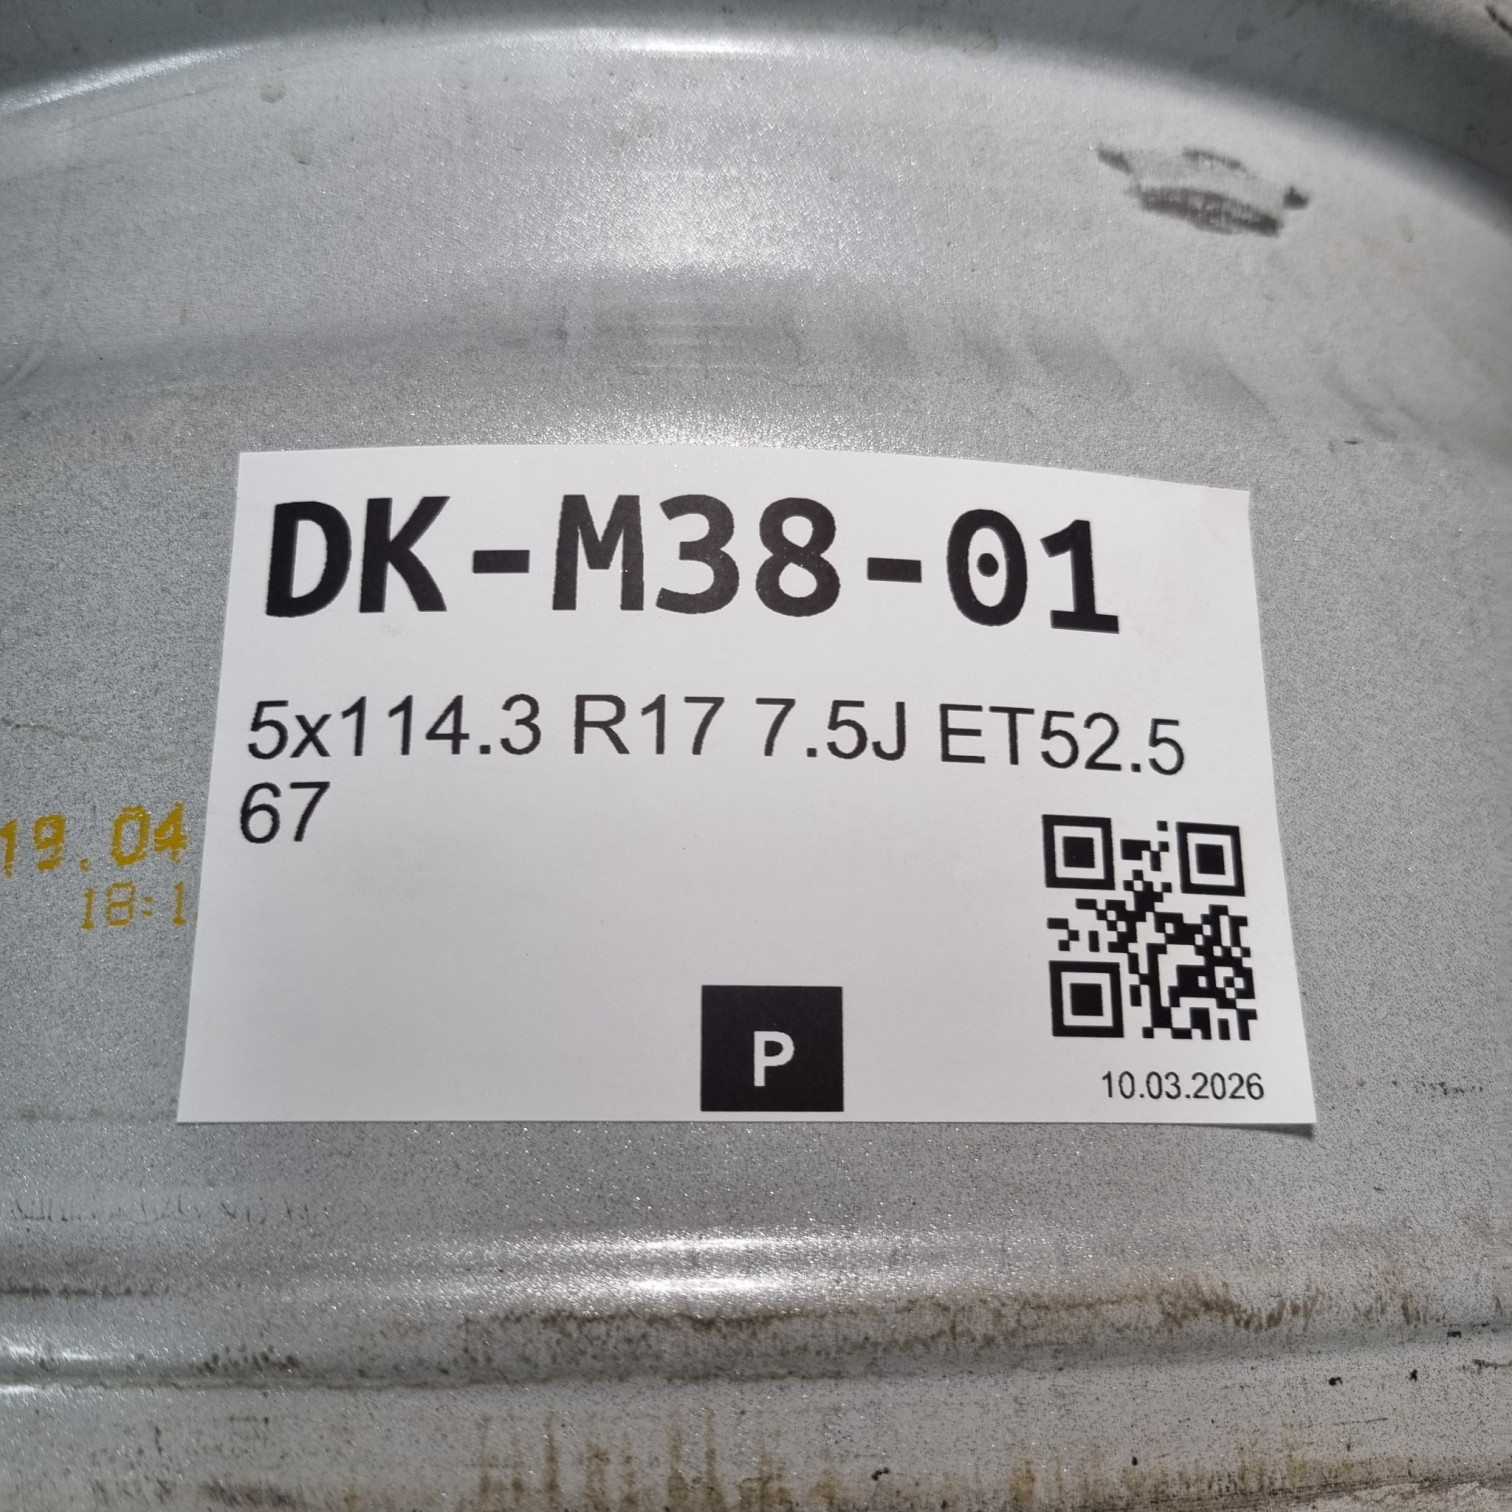 DK-M38-01
5x114.3 R17 7.5J ET52.5
67
19.04
18:1
P
10.03.2026